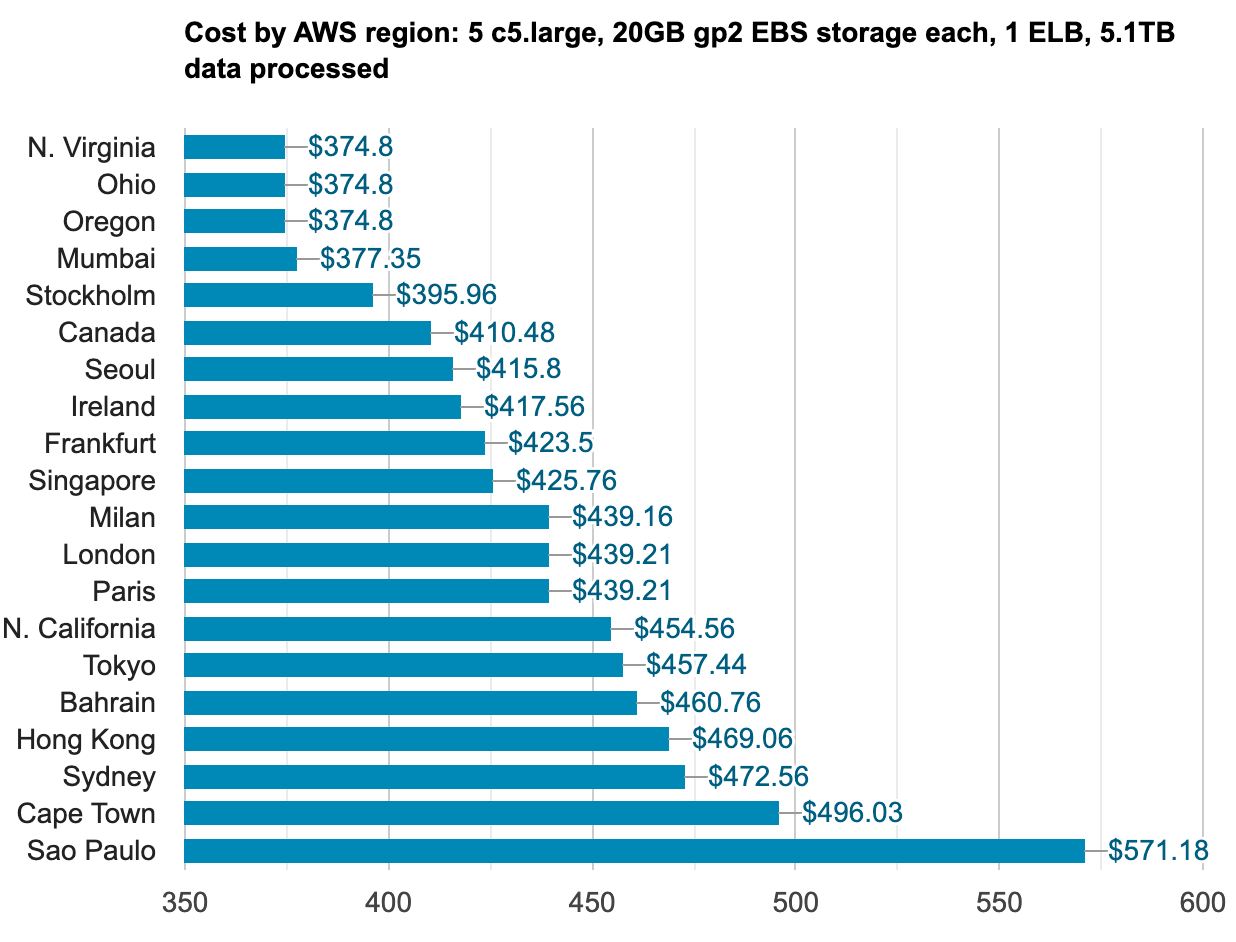 Cost by AWS region: 5 c5.large, 20GB gp2 EBS storage each, 1 ELB, 5.1TB
data processed
N. Virginia $374.8
Ohio $374.8
Oregon $374.8
Mumbai $377.35
Stockholm $395.96
Canada $410.48
Seoul $415.8
Ireland $417.56
Frankfurt $423.5
Singapore $425.76
Milan $439.16
London $439.21
Paris $439.21
N. California $454.56
Tokyo $457.44
Bahrain $460.76
Hong Kong $469.06
Sydney $472.56
Cape Town $496.03
Sao Paulo $571.18
350 400 450 500 550 600